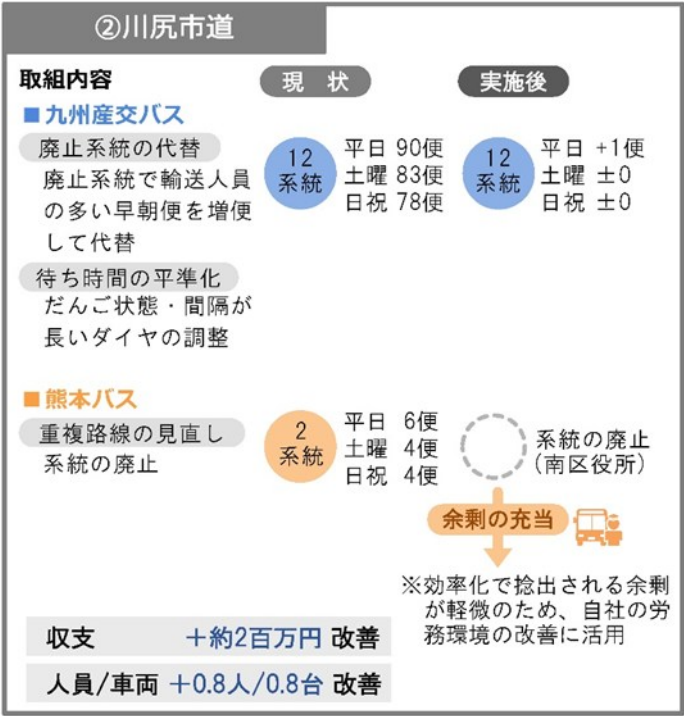 ②川尻市道
取組内容
現 状
実施後
■九州産交バス
廃止系統の代替
廃止系統で輸送人員
の多い早朝便を増便
して代替
12
系統
平日 90便
土曜 83便
日祝 78便
12
系統
平日 +1便
土曜 ±0
日祝 ±0
待ち時間の平準化
だんご状態・間隔が
長いダイヤの調整
■熊本バス
重複路線の見直し
系統の廃止
2
系統
平日 6便
土曜 4便
日祝 4便
系統の廃止
(南区役所)
余剰の充当
※効率化で捻出される余剰
が軽微のため、自社の労
務環境の改善に活用
収支 +約2百万円 改善
人員/車両 +0.8人/0.8台 改善